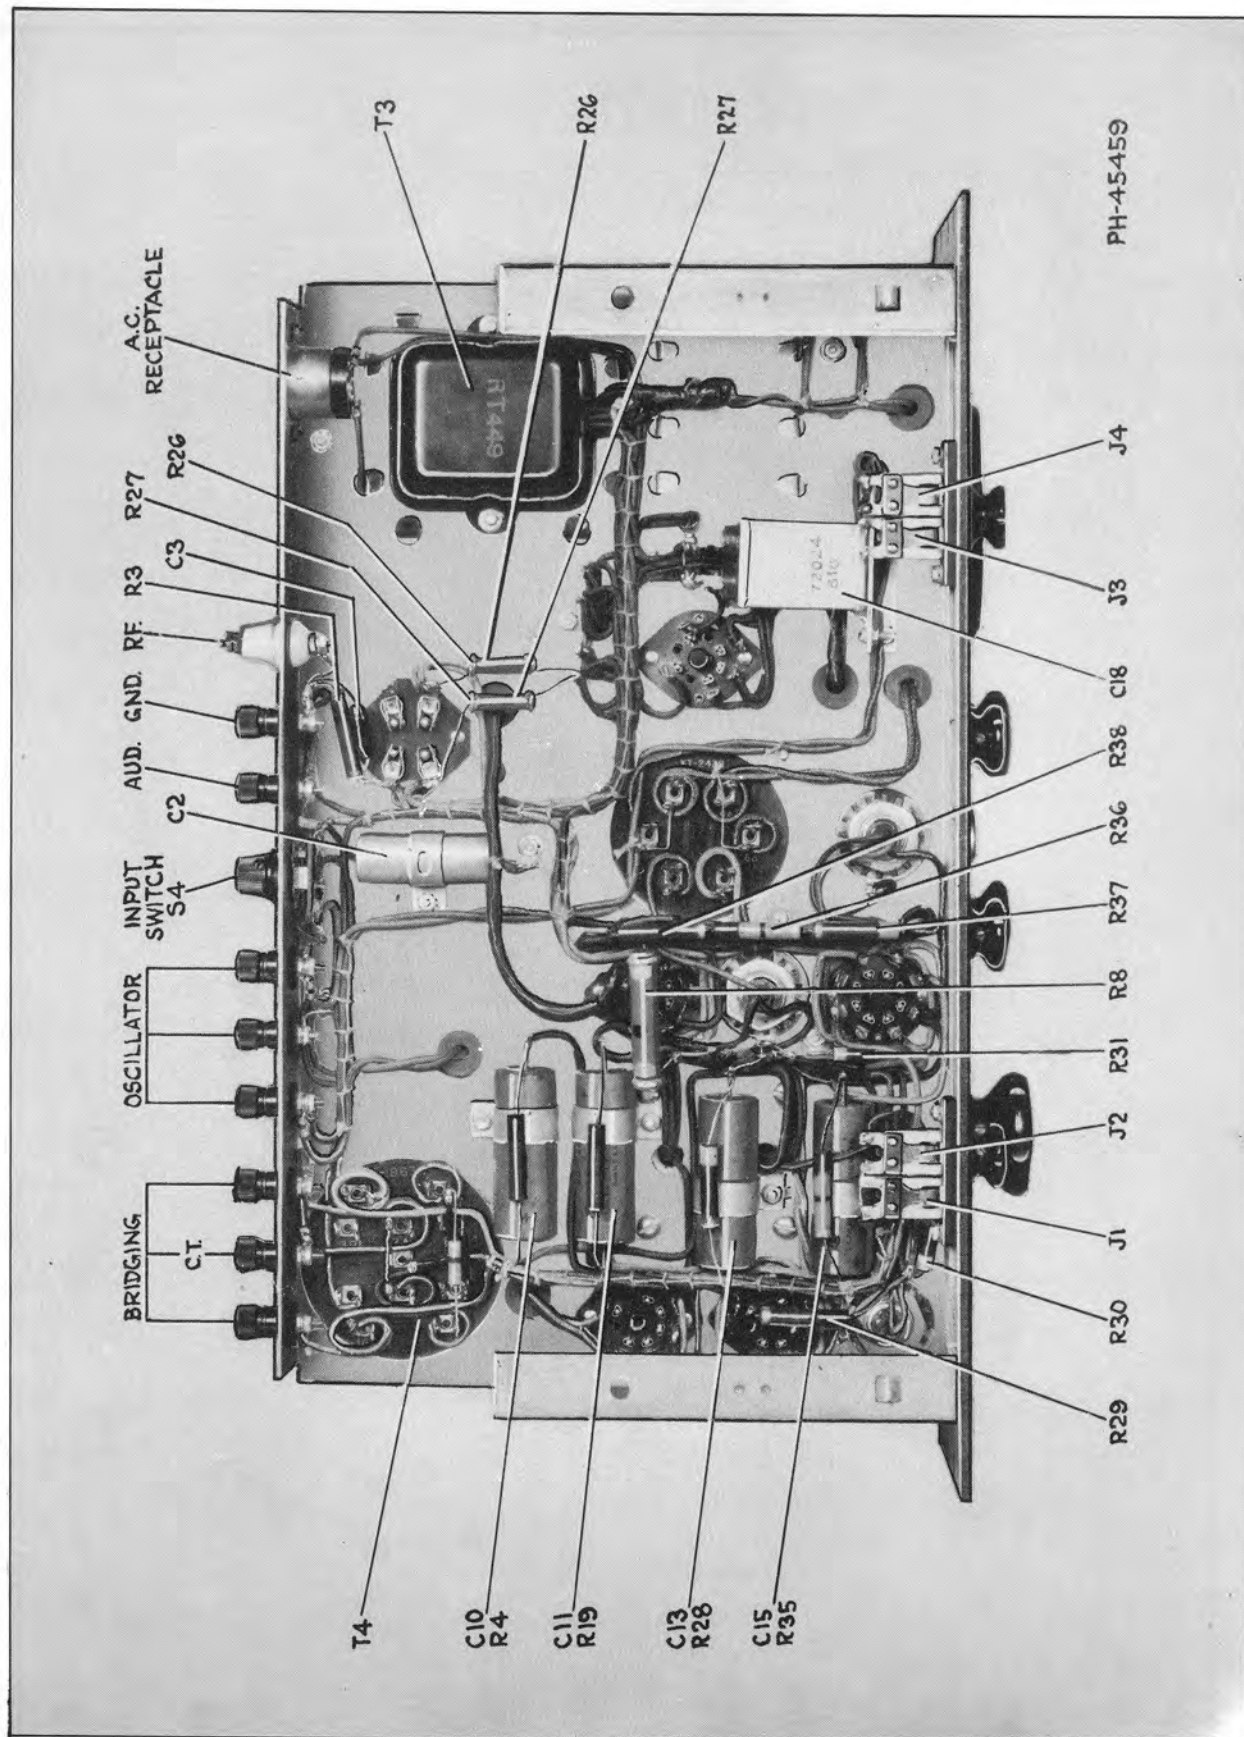 BRIDGING
C.T.
OSCILLATOR
INPUT
SWITCH
S4
C2
AUD.
GND.
RF.
R3
C3
R27
R26
A.C.
RECEPTACLE
T3
R26
R27
RT449
72024
610
T4
C10
R4
C11
R19
C13
R28
C15
R35
R29
R30
J1
J2
R31
R8
R37
R36
R38
C18
J3
J4
PH-45459